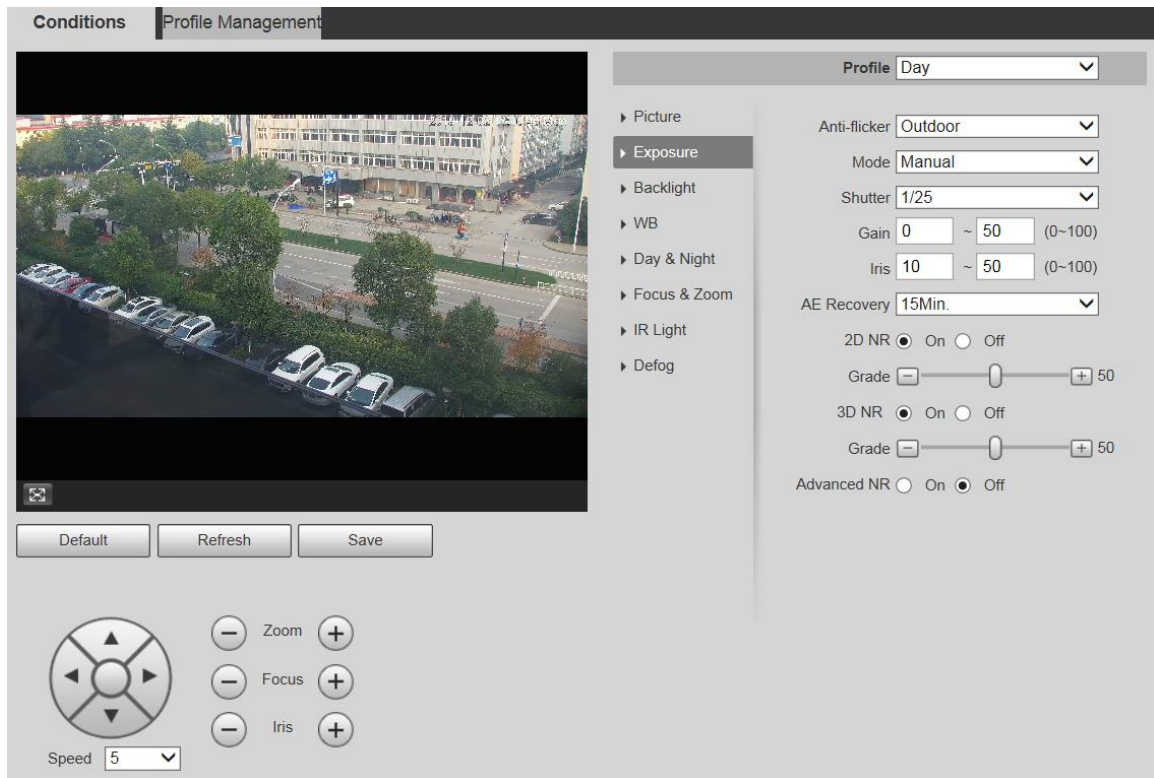 Conditions Profile Management
Profile Day
Picture
Exposure
Backlight
WB
Day & Night
Focus & Zoom
IR Light
Defog
Anti-flicker Outdoor
Mode Manual
Shutter 1/25
Gain 0 ~ 50 (0~100)
Iris 10 ~ 50 (0~100)
AE Recovery 15Min.
2D NR On Off
Grade 50
3D NR On Off
Grade 50
Advanced NR On Off
Default Refresh Save
Zoom
Focus
Iris
Speed 5